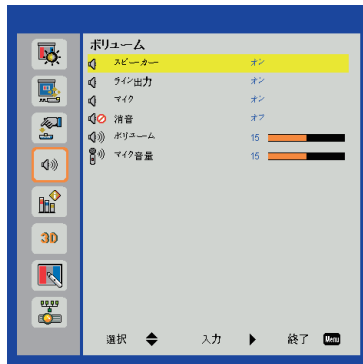 ボリューム
スピーカー オン
ライン出力 オン
マイク オン
消音 オフ
ボリューム 15
マイク音量 15
3D
選択 入力 終了 Menu